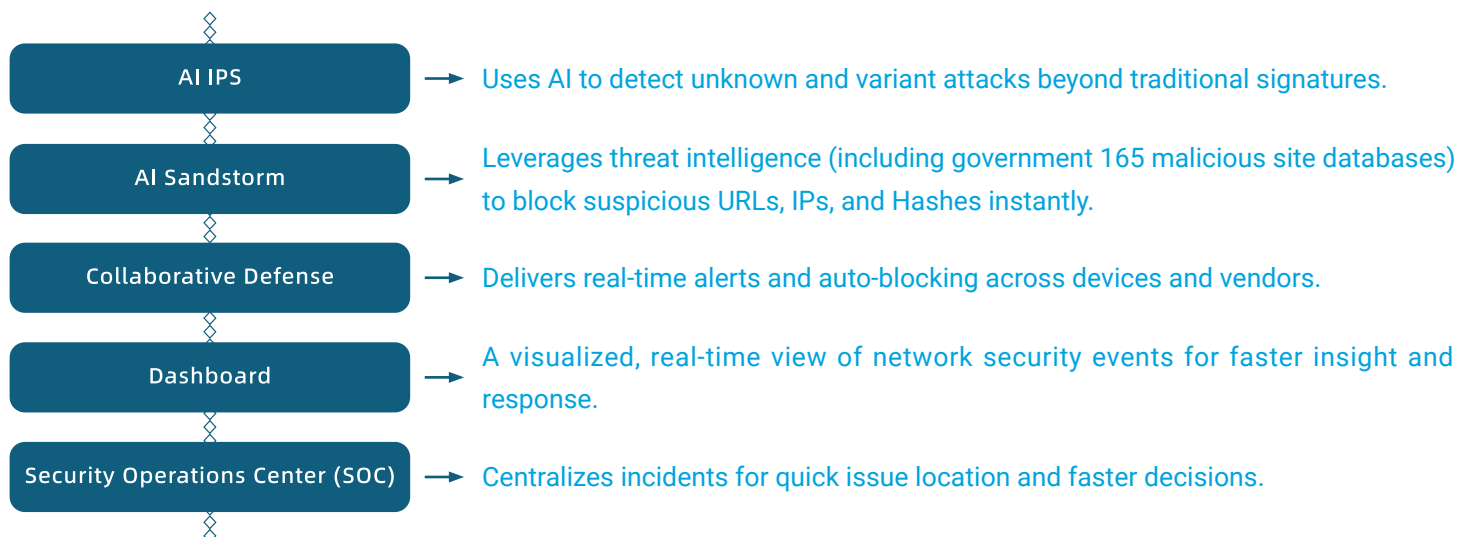 AI IPS
Uses AI to detect unknown and variant attacks beyond traditional signatures.
AI Sandstorm
Leverages threat intelligence (including government 165 malicious site databases)
to block suspicious URLs, IPs, and Hashes instantly.
Collaborative Defense
Delivers real-time alerts and auto-blocking across devices and vendors.
Dashboard
A visualized, real-time view of network security events for faster insight and
response.
Security Operations Center (SOC)
Centralizes incidents for quick issue location and faster decisions.